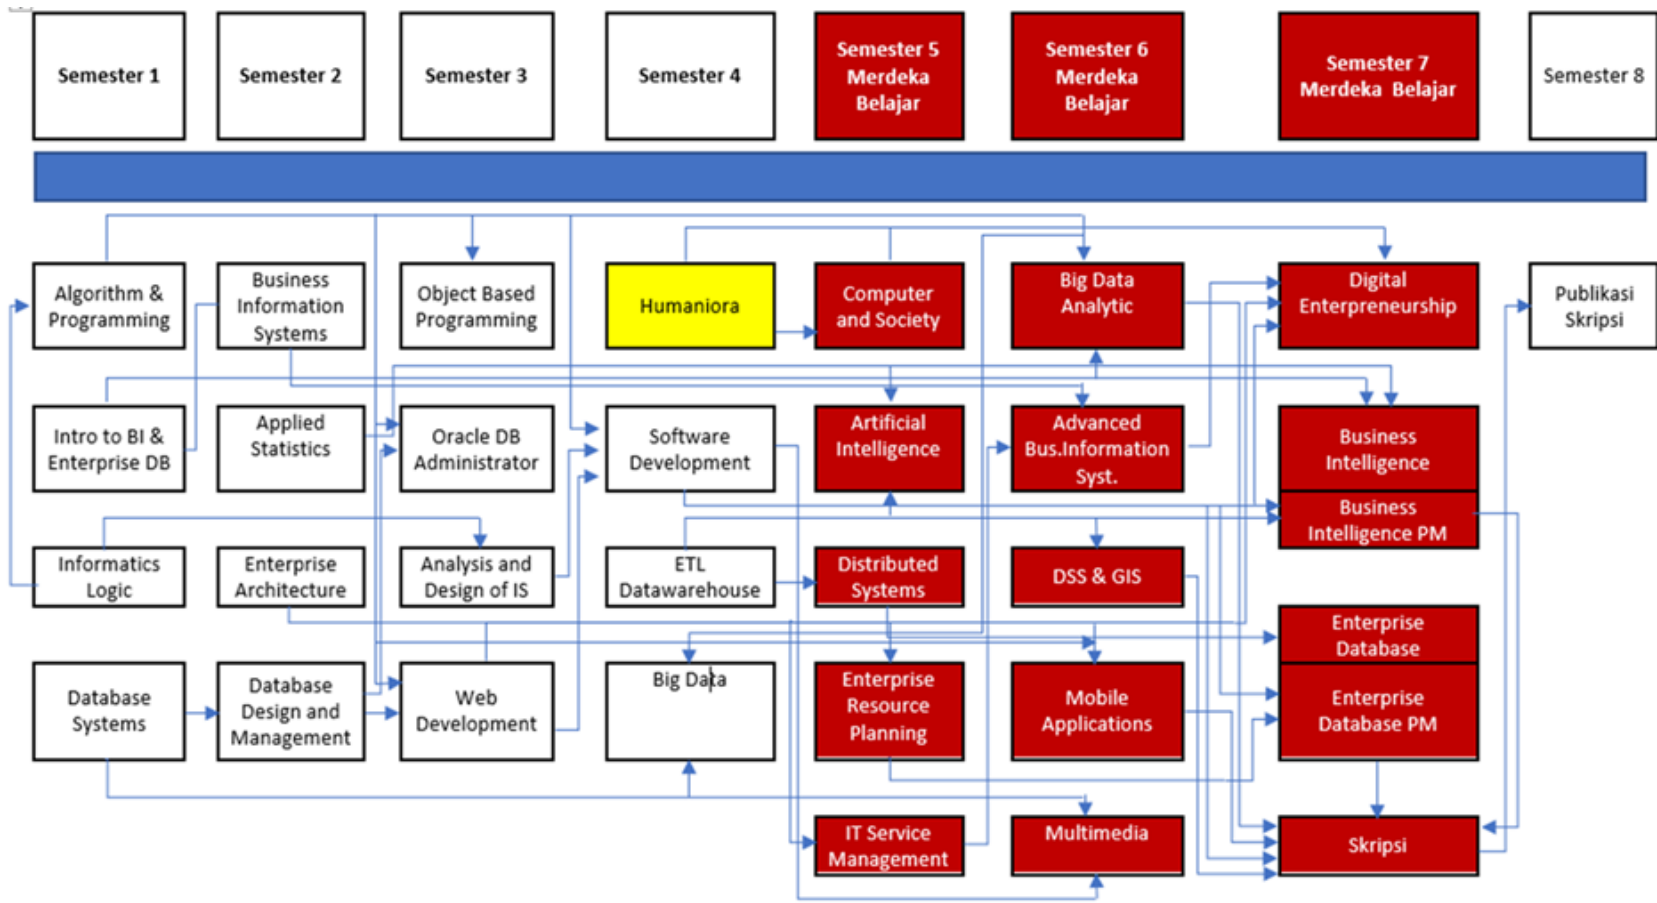 Semester 1
Semester 2
Semester 3
Semester 4
Semester 5
Merdeka
Belajar
Semester 6
Merdeka
Belajar
Semester 7
Merdeka Belajar
Semester 8
Algorithm &
Programming
Business
Information
Systems
Object Based
Programming
Humaniora
Computer
and Society
Big Data
Analytic
Digital
Enterpreneurship
Publikasi
Skripsi
Intro to BI &
Enterprise DB
Applied
Statistics
Oracle DB
Administrator
Software
Development
Artificial
Intelligence
Advanced
Bus.Information
Syst.
Business
Intelligence
Business
Intelligence PM
Informatics
Logic
Enterprise
Architecture
Analysis and
Design of IS
ETL
Datawarehouse
Distributed
Systems
DSS & GIS
Enterprise
Database
Database
Systems
Database
Design and
Management
Web
Development
Big Data
Enterprise
Resource
Planning
Mobile
Applications
Enterprise
Database PM
IT Service
Management
Multimedia
Skripsi